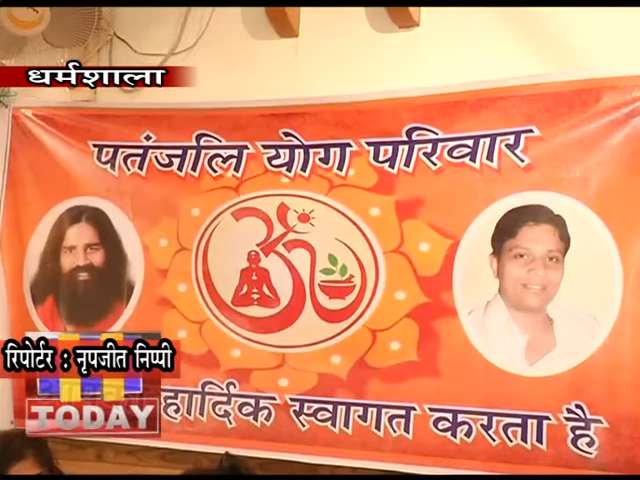 धर्मशाला
पतंजलि योग परिवार
रिपोर्टर : नृपजीत निप्पी
TODAY
हार्दिक स्वागत करता है